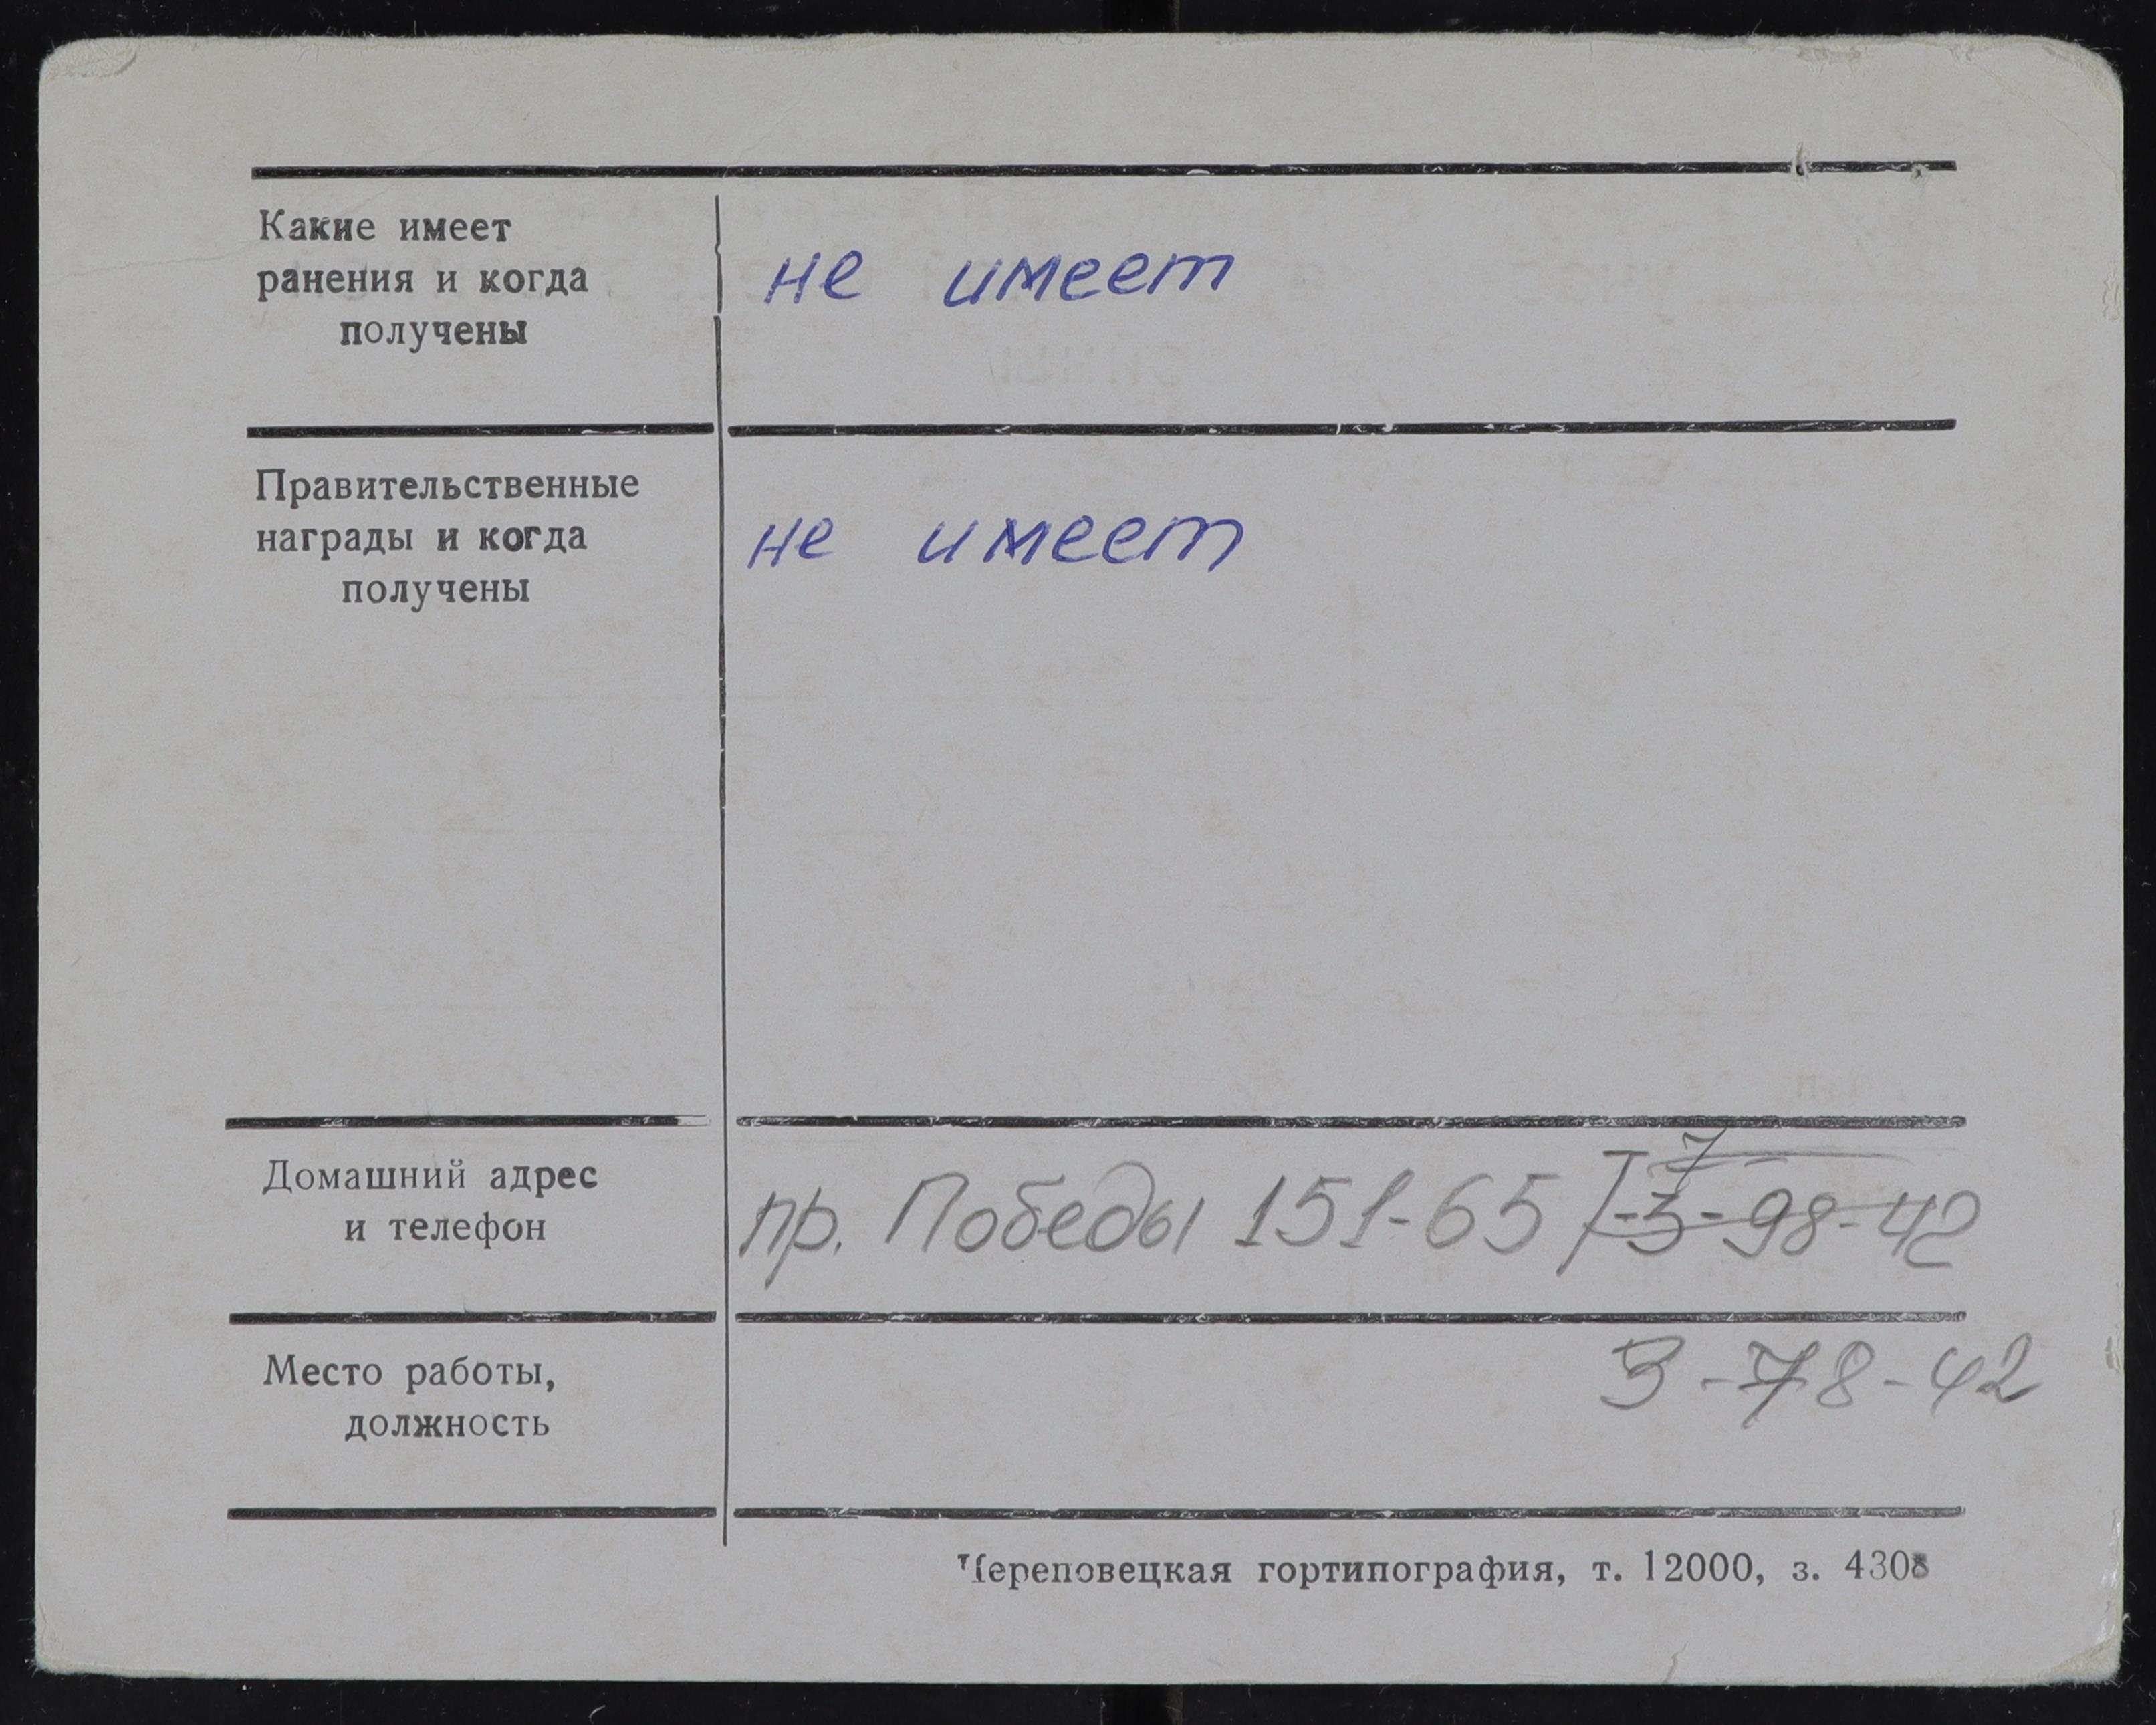 Какие имеет
ранения и когда
получены
не имеет
Правительственные
награды и когда
получены
не имеет
Домашний адрес
и телефон
7
пр. Победы 151-65 Т-3-98-42
Место работы,
должность
3-78-42
Череповецкая гортипография, т. 12000, з. 4308